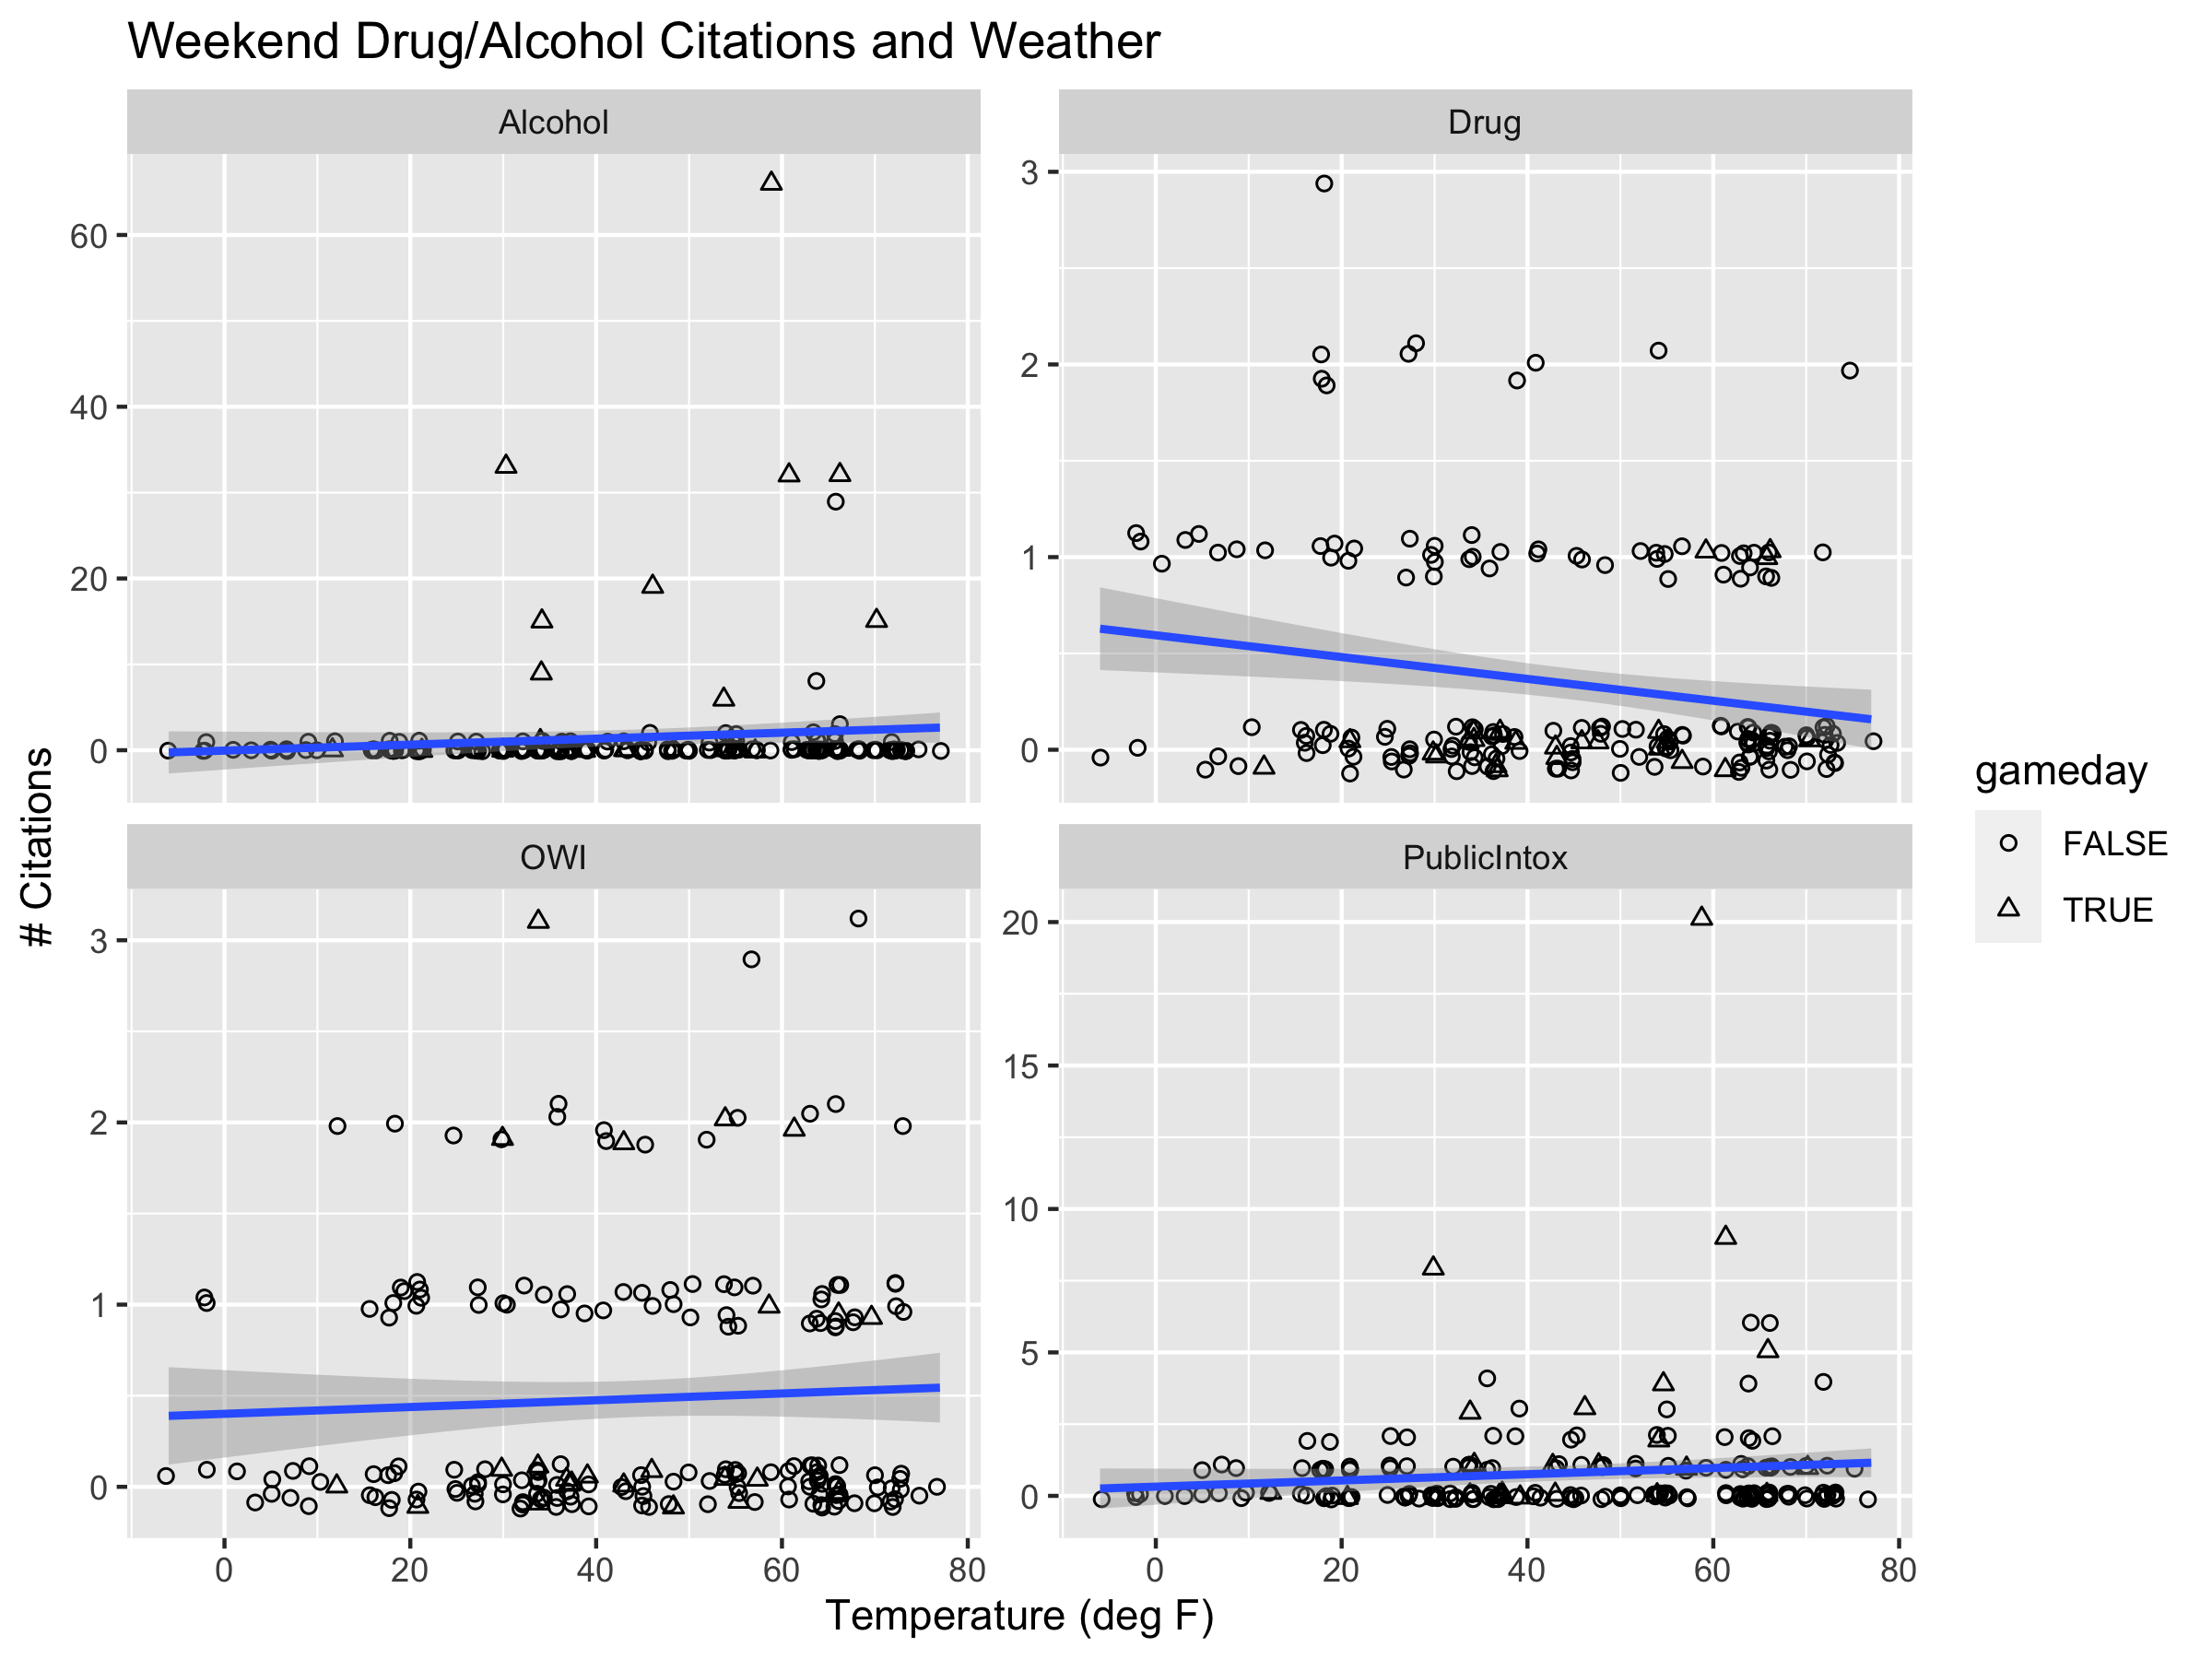 Weekend Drug/Alcohol Citations and Weather
Alcohol
Drug
60
40
20
0
3
2
1
0
OWI
PublicIntox
3
2
1
0
20
15
10
5
0
0 20 40 60 80
0 20 40 60 80
# Citations
Temperature (deg F)
gameday
FALSE
TRUE